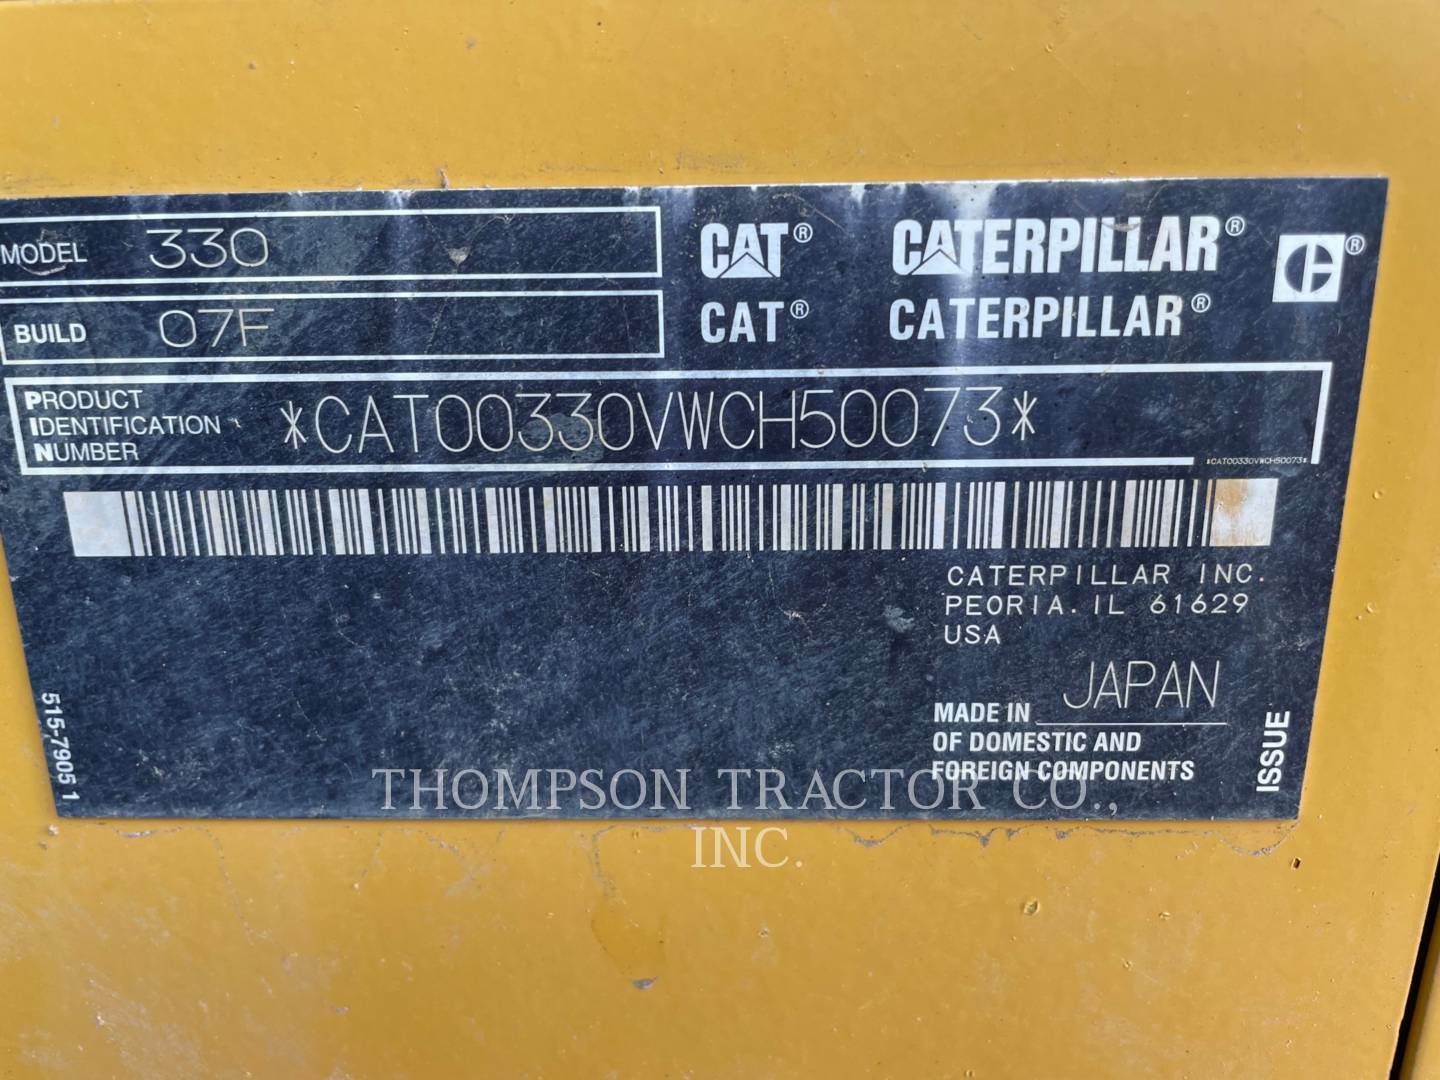 MODEL 330
BUILD 07F
CAT® CATERPILLAR® ®
CAT® CATERPILLAR®
PRODUCT
IDENTIFICATION
NUMBER
*CAT00330VWCH50073*
*CAT00330VWCH50073*
CATERPILLAR INC.
PEORIA. IL 61629
USA
MADE IN JAPAN
OF DOMESTIC AND
FOREIGN COMPONENTS
ISSUE
515-7905 1
THOMPSON TRACTOR CO.,
INC.